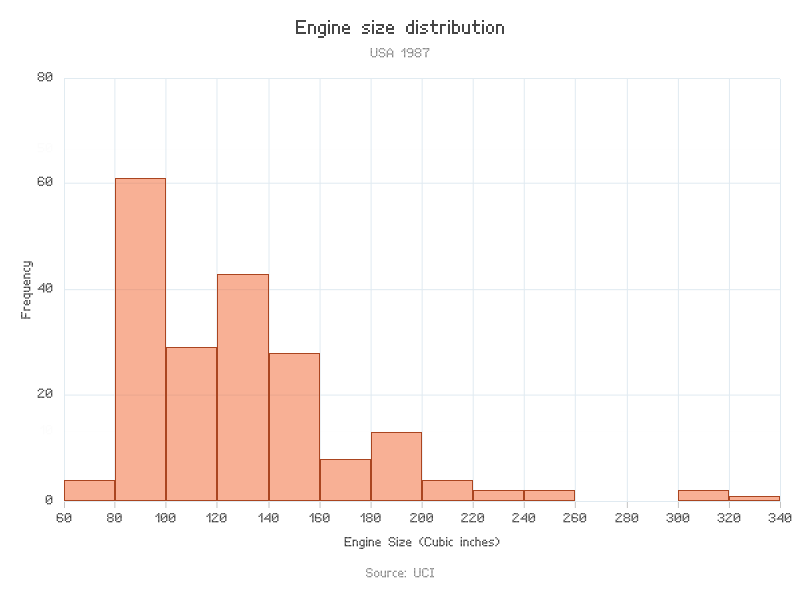 Engine size distribution
USA 1987
80
60
40
20
0
Frequency
60 80 100 120 140 160 180 200 220 240 260 280 300 320 340
Engine Size (Cubic inches)
Source: UCI